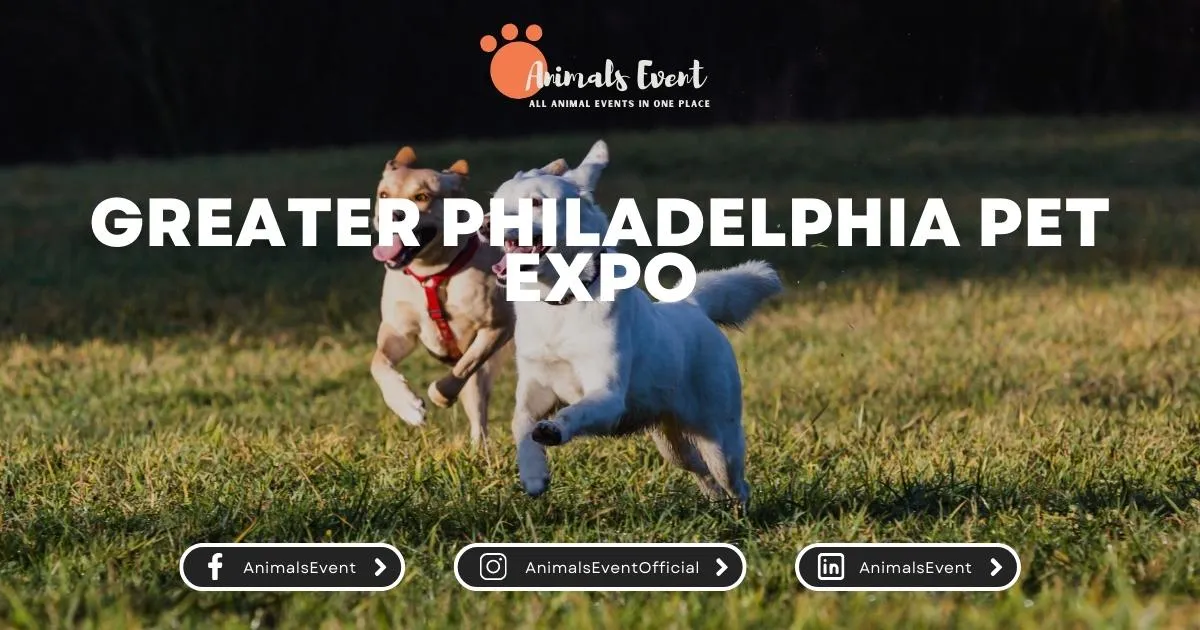 Animals Event
ALL ANIMAL EVENTS IN ONE PLACE
GREATER PHILADELPHIA PET
EXPO
AnimalsEvent
AnimalsEventOfficial
AnimalsEvent